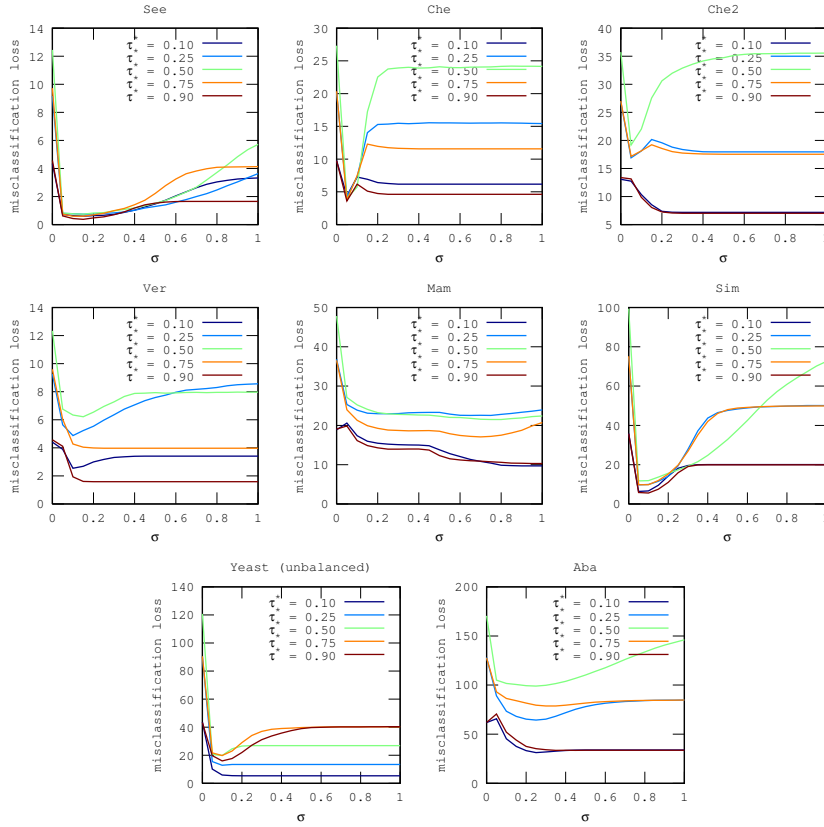 See
misclassification loss
14
12
10
8
6
4
2
0
0 0.2 0.4 0.6 0.8 1
σ
τ* = 0.10
τ* = 0.25
τ* = 0.50
τ* = 0.75
τ* = 0.90
Che
misclassification loss
30
25
20
15
10
5
0
0 0.2 0.4 0.6 0.8 1
σ
τ* = 0.10
τ* = 0.25
τ* = 0.50
τ* = 0.75
τ* = 0.90
Che2
misclassification loss
40
35
30
25
20
15
10
5
0 0.2 0.4 0.6 0.8 1
σ
τ* = 0.10
τ* = 0.25
τ* = 0.50
τ* = 0.75
τ* = 0.90
Ver
misclassification loss
14
12
10
8
6
4
2
0
0 0.2 0.4 0.6 0.8 1
σ
τ* = 0.10
τ* = 0.25
τ* = 0.50
τ* = 0.75
τ* = 0.90
Mam
misclassification loss
50
40
30
20
10
0
0 0.2 0.4 0.6 0.8 1
σ
τ* = 0.10
τ* = 0.25
τ* = 0.50
τ* = 0.75
τ* = 0.90
Sim
misclassification loss
100
80
60
40
20
0
0 0.2 0.4 0.6 0.8 1
σ
τ* = 0.10
τ* = 0.25
τ* = 0.50
τ* = 0.75
τ* = 0.90
Yeast (unbalanced)
misclassification loss
140
120
100
80
60
40
20
0
0 0.2 0.4 0.6 0.8 1
σ
τ* = 0.10
τ* = 0.25
τ* = 0.50
τ* = 0.75
τ* = 0.90
Aba
misclassification loss
200
150
100
50
0
0 0.2 0.4 0.6 0.8 1
σ
τ* = 0.10
τ* = 0.25
τ* = 0.50
τ* = 0.75
τ* = 0.90